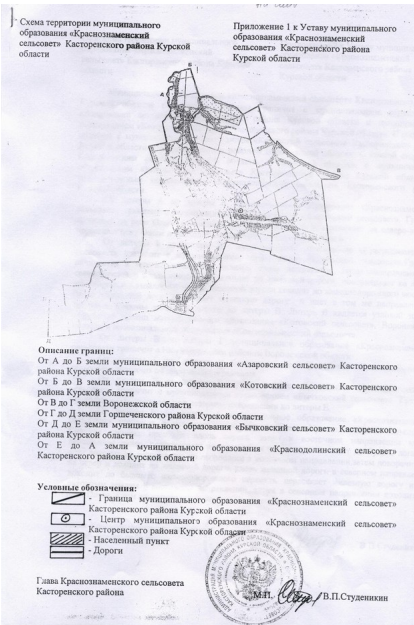 Схема территории муниципального
образования «Краснознаменский
сельсовет» Касторенского района Курской
области
Приложение 1 к Уставу муниципального
образования «Краснознаменский
сельсовет» Касторенского района
Курской области
Б
А
В
Описание границ:
От А до Б земли муниципального образования «Азаровский сельсовет» Касторенского
района Курской области
От Б до В земли муниципального образования «Котовский сельсовет» Касторенского
района Курской области
От В до Г земли Воронежской области
От Г до Д земли Горшеченского района Курской области
От Д до Е земли муниципального образования «Бычковский сельсовет» Касторенского
района Курской области
От Е до А земли муниципального образования «Краснодолинский сельсовет»
Касторенского района Курской области
Условные обозначения:
- Граница муниципального образования «Краснознаменский сельсовет»
Касторенского района Курской области
- Центр муниципального образования «Краснознаменский сельсовет»
Касторенского района Курской области
- Населенный пункт
- Дороги
Глава Краснознаменского сельсовета
Касторенского района
М.П. В.П.Студеникин